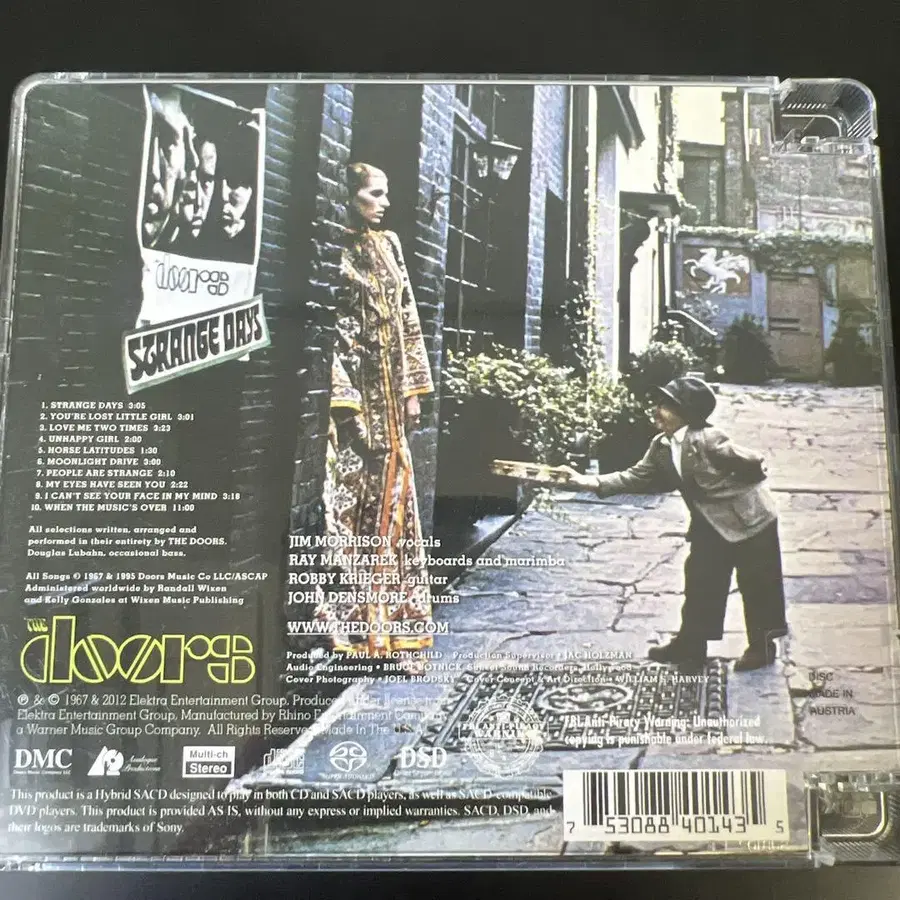 doors
STRANGE DAYS
1. STRANGE DAYS 3:05
2. YOU'RE LOST LITTLE GIRL 3:01
3. LOVE ME TWO TIMES 3:23
4. UNHAPPY GIRL 2:00
5. HORSE LATITUDES 1:30
6. MOONLIGHT DRIVE 3:00
7. PEOPLE ARE STRANGE 2:10
8. MY EYES HAVE SEEN YOU 2:22
9. I CAN'T SEE YOUR FACE IN MY MIND 3:18
10. WHEN THE MUSIC'S OVER 11:00
All selections written, arranged and
performed in their entirety by THE DOORS.
Douglas Lubahn, occasional bass.
All Songs © 1967 & 1995 Doors Music Co LLC/ASCAP
Administered worldwide by Randall Wixen
and Kelly Gonzales at Wixen Music Publishing
JIM MORRISON vocals
RAY MANZAREK keyboards and marimba
ROBBY KRIEGER guitar
JOHN DENSMORE drums
WWW.THEDOORS.COM
Produced by PAUL A. ROTHCHILD • Production Supervisor • JAC HOLZMAN
Audio Engineering • BRUCE BOTNICK Sunset Sound Recorders, Hollywood
Cover Photography • JOEL BRODSKY Cover Concept & Art Direction • WILLIAM S. HARVEY
THE doors
℗ & © 1967 & 2012 Elektra Entertainment Group. Produced under license from
Elektra Entertainment Group, Manufactured by Rhino Entertainment Company,
a Warner Music Group Company. All Rights Reserved. Made in The U.S.A.
FBI Anti-Piracy Warning: Unauthorized
copying is punishable under federal law.
DISC
MADE IN
AUSTRIA
DMC
Analogue
Productions
Multi-ch
Stereo
DSD
This product is a Hybrid SACD designed to play in both CD and SACD players, as well as SACD-compatible
DVD players. This product is provided AS IS, without any express or implied warranties. SACD, DSD, and
their logos are trademarks of Sony.
7 53088 40143 5